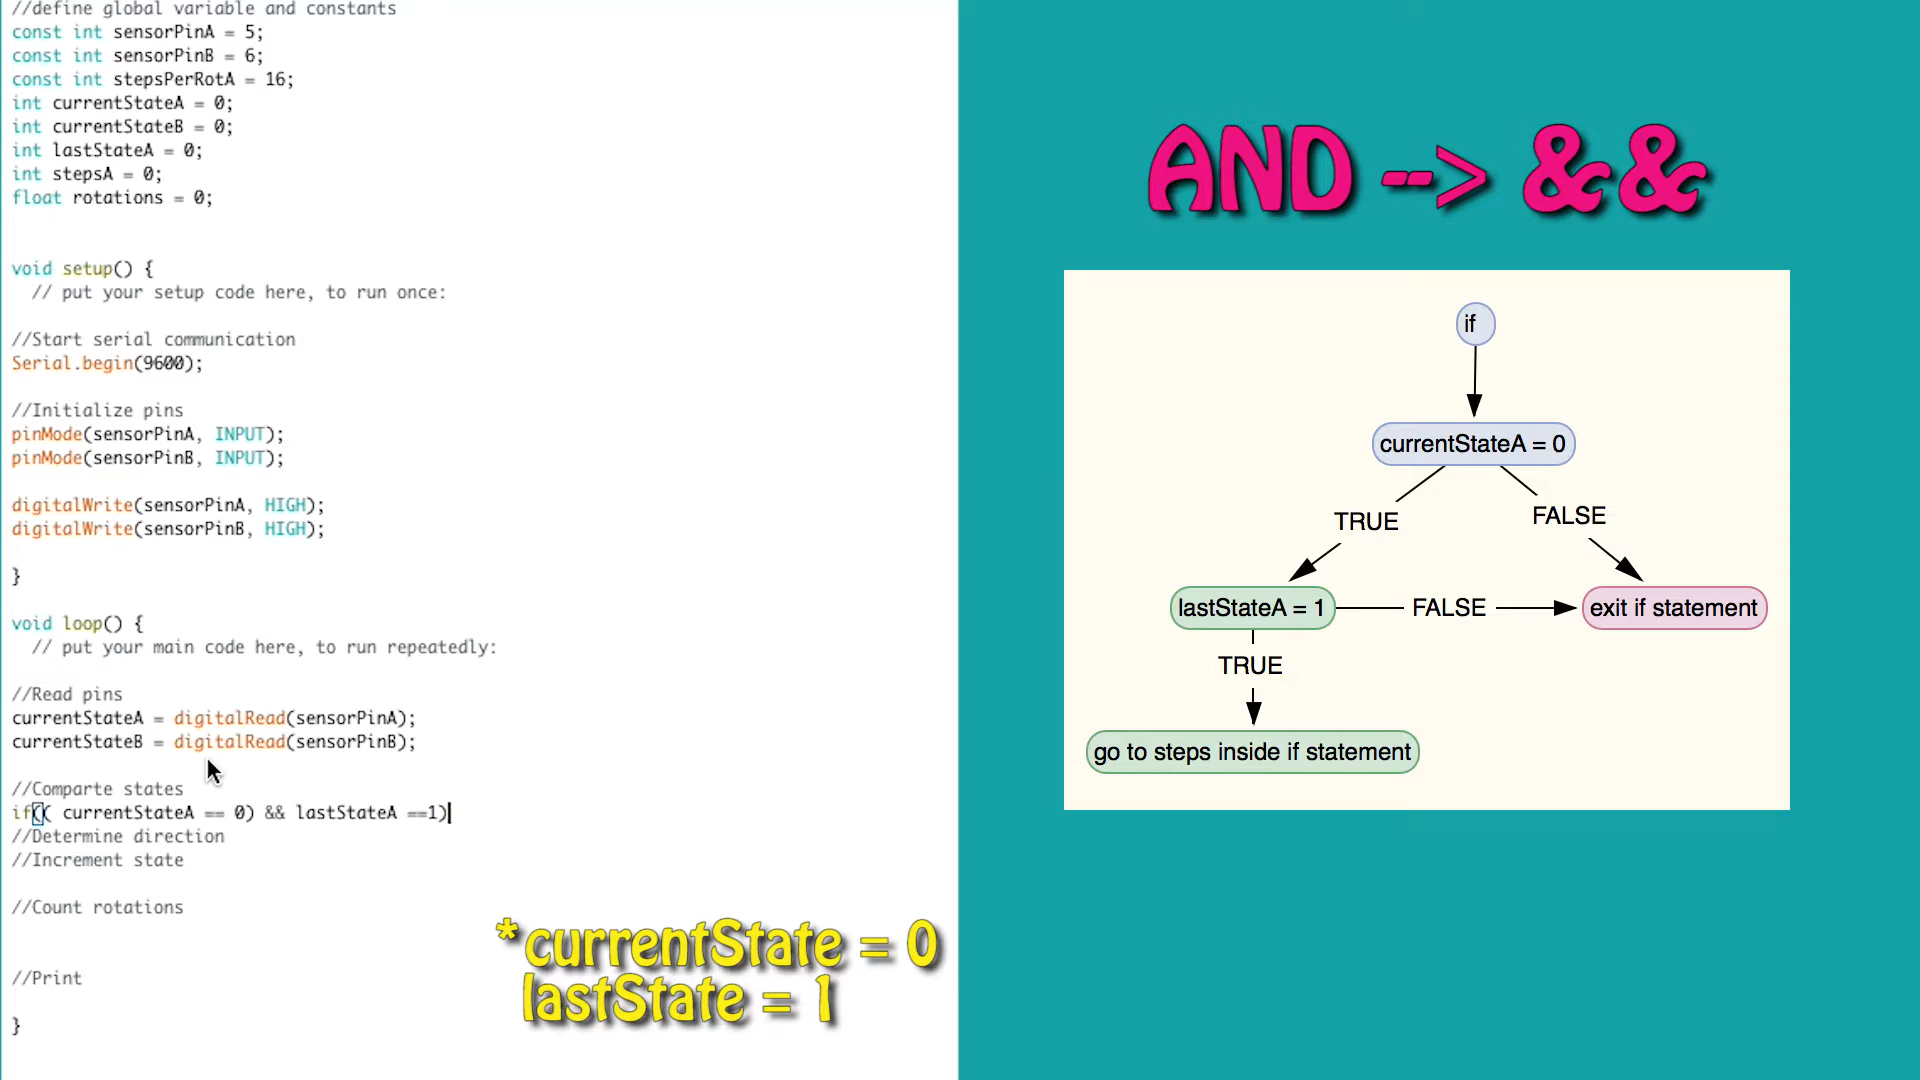 //define global variable and constants
const int sensorPinA = 5;
const int sensorPinB = 6;
const int stepsPerRotA = 16;
int currentStateA = 0;
int currentStateB = 0;
int lastStateA = 0;
int stepsA = 0;
float rotations = 0;
void setup() {
// put your setup code here, to run once:
//Start serial communication
Serial.begin(9600);
//Initialize pins
pinMode(sensorPinA, INPUT);
pinMode(sensorPinB, INPUT);
digitalWrite(sensorPinA, HIGH);
digitalWrite(sensorPinB, HIGH);
}
void loop() {
// put your main code here, to run repeatedly:
//Read pins
currentStateA = digitalRead(sensorPinA);
currentStateB = digitalRead(sensorPinB);
//Comparte states
if(( currentStateA == 0) && lastStateA ==1)
//Determine direction
//Increment state
//Count rotations
//Print
}
*currentState = 0
lastState = 1
AND --> &&
if
currentStateA = 0
TRUE
FALSE
lastStateA = 1
FALSE
exit if statement
TRUE
go to steps inside if statement